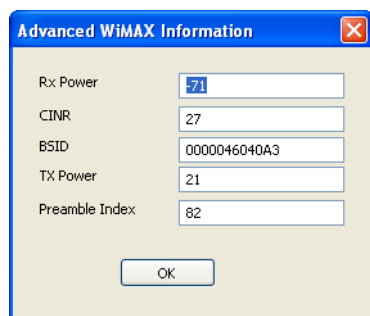 Advanced WiMAX Information
Rx Power -71
CINR 27
BSID 0000046040A3
TX Power 21
Preamble Index 82
OK